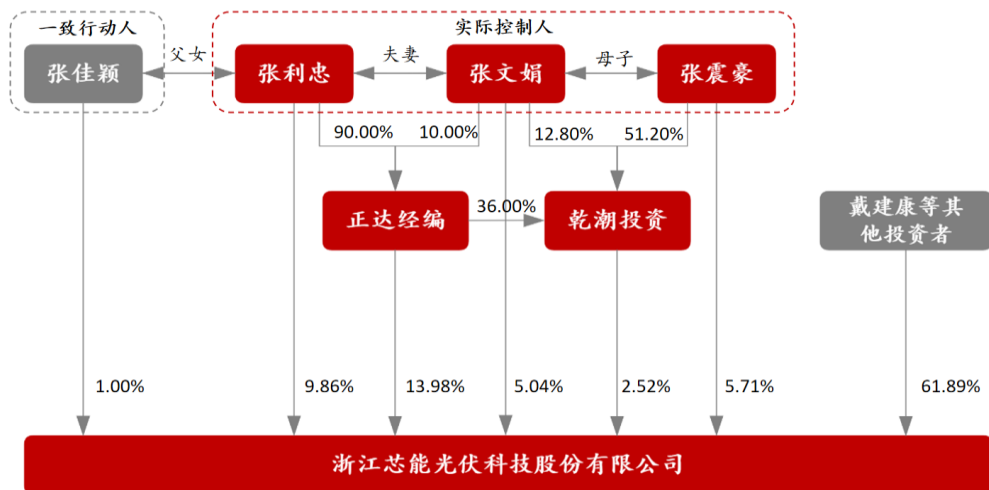 一致行动人
实际控制人
张佳颖
父女
张利忠
夫妻
张文娟
母子
张震豪
90.00%
10.00%
12.80%
51.20%
正达经编
36.00%
乾潮投资
戴建康等其
他投资者
1.00%
9.86%
13.98%
5.04%
2.52%
5.71%
61.89%
浙江芯能光伏科技股份有限公司